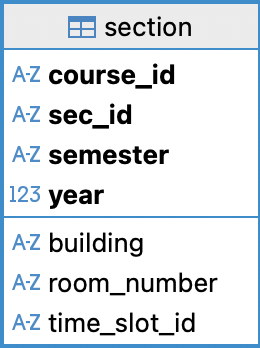 section
A-Z course_id
A-Z sec_id
A-Z semester
123 year
A-Z building
A-Z room_number
A-Z time_slot_id